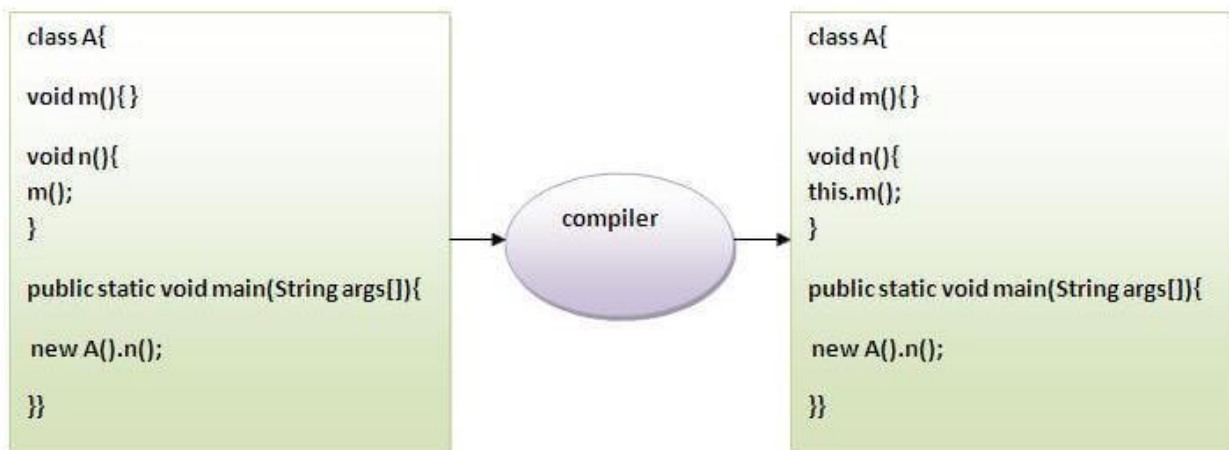 class A{
void m(){ }
void n(){
m();
}
public static void main(String args[]){
new A().n();
}}
compiler
class A{
void m(){ }
void n(){
this.m();
}
public static void main(String args[]){
new A().n();
}}